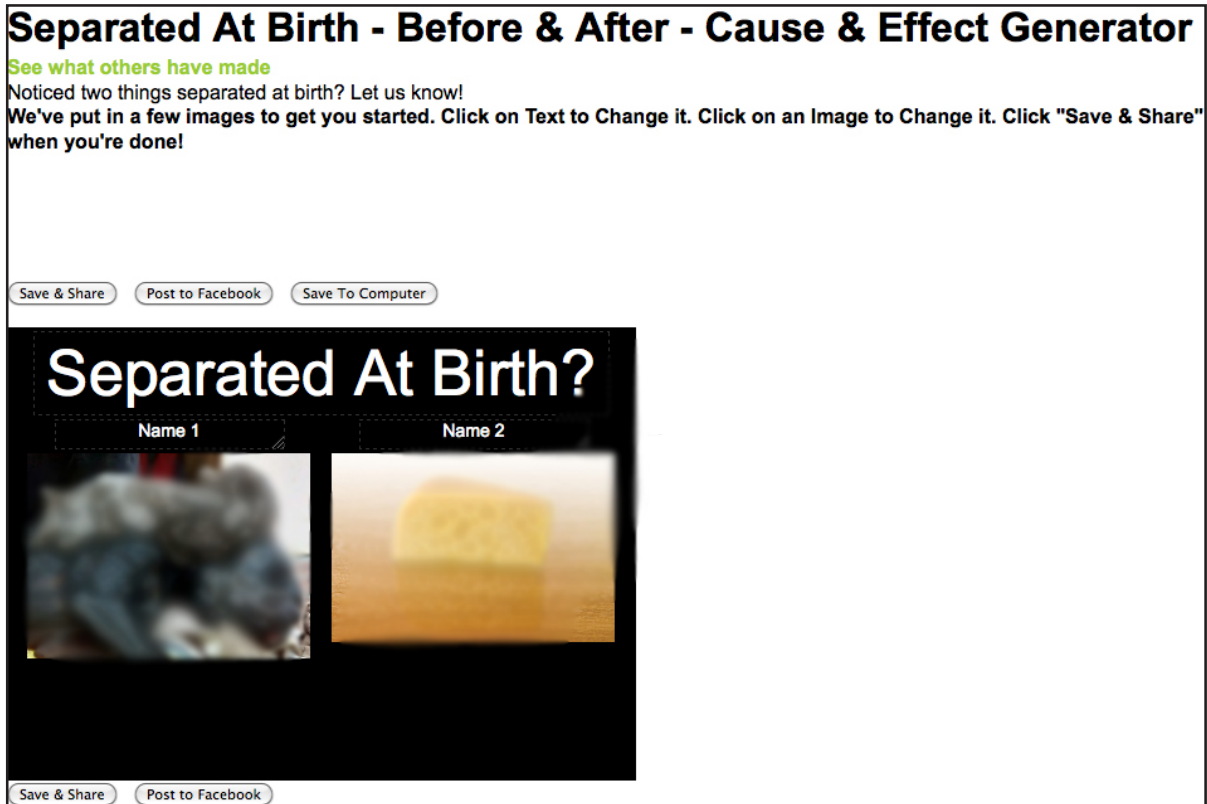 Separated At Birth - Before & After - Cause & Effect Generator
See what others have made
Noticed two things separated at birth? Let us know!
We've put in a few images to get you started. Click on Text to Change it. Click on an Image to Change it. Click "Save & Share"
when you're done!
Save & Share Post to Facebook Save To Computer
Separated At Birth?
Name 1 Name 2
Save & Share Post to Facebook